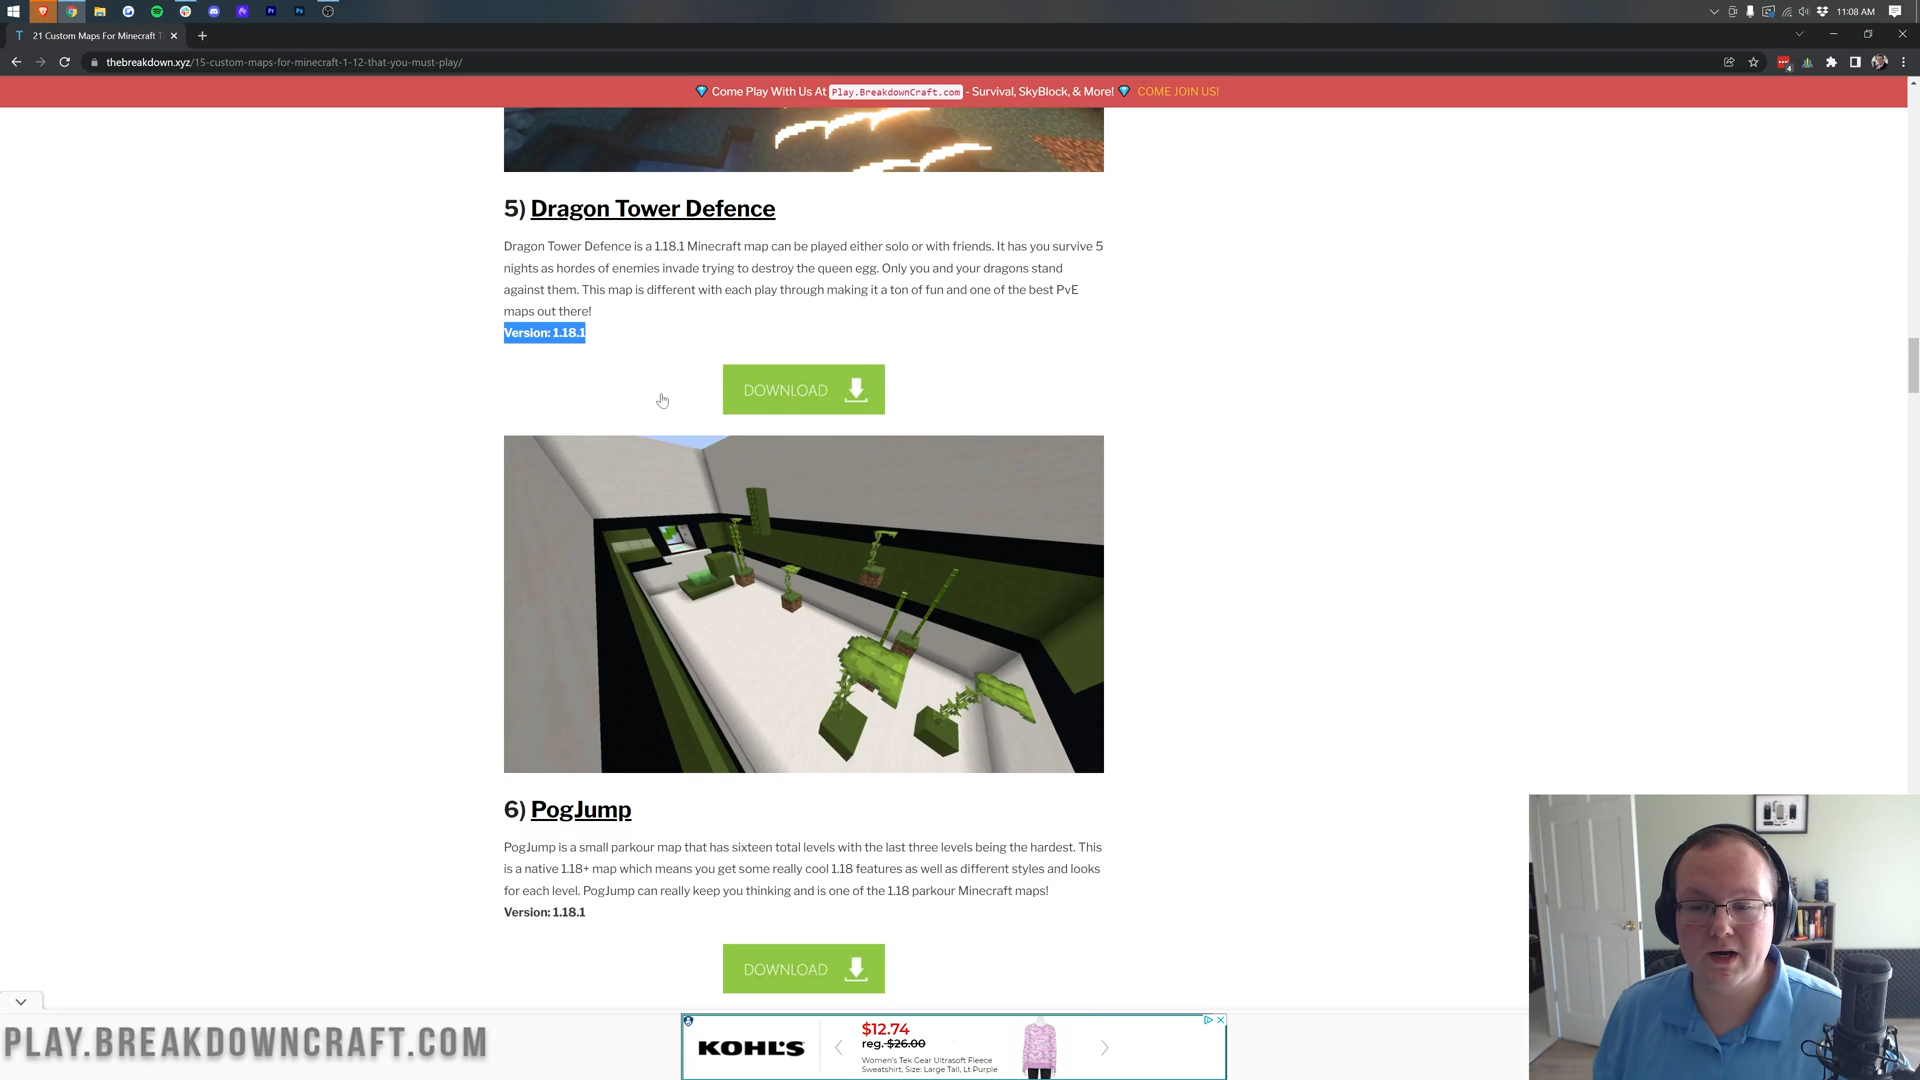 11:08 AM
T 21 Custom Maps For Minecraft T
thebreakdown.xyz/15-custom-maps-for-minecraft-1-12-that-you-must-play/
Come Play With Us At Play.BreakdownCraft.com - Survival, SkyBlock, & More! COME JOIN US!
5) Dragon Tower Defence
Dragon Tower Defence is a 1.18.1 Minecraft map can be played either solo or with friends. It has you survive 5
nights as hordes of enemies invade trying to destroy the queen egg. Only you and your dragons stand
against them. This map is different with each play through making it a ton of fun and one of the best PvE
maps out there!
Version: 1.18.1
DOWNLOAD
6) PogJump
PogJump is a small parkour map that has sixteen total levels with the last three levels being the hardest. This
is a native 1.18+ map which means you get some really cool 1.18 features as well as different styles and looks
for each level. PogJump can really keep you thinking and is one of the 1.18 parkour Minecraft maps!
Version: 1.18.1
DOWNLOAD
PLAY.BREAKDOWNCRAFT.COM
KOHL'S
$12.74
reg. $26.00
Women's Tek Gear Ultrasoft Fleece
Sweatshirt, Size: Large Tall, Lt Purple